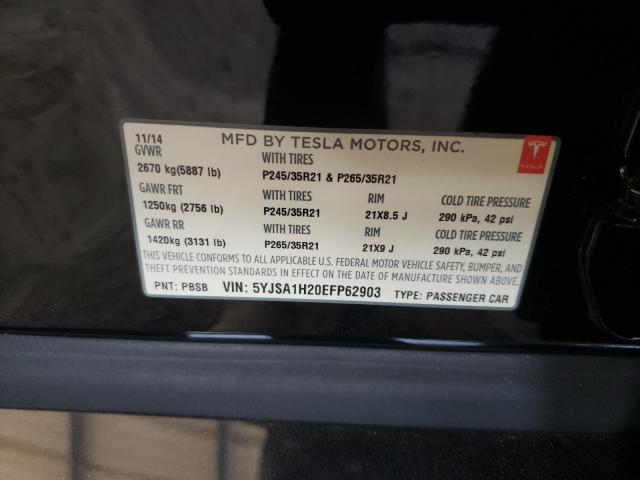 11/14 MFD BY TESLA MOTORS, INC.
GVWR WITH TIRES
2670 kg(5887 lb) P245/35R21 & P265/35R21
TESLA
GAWR FRT WITH TIRES RIM COLD TIRE PRESSURE
1250kg (2756 lb) P245/35R21 21X8.5 J 290 kPa, 42 psi
GAWR RR WITH TIRES RIM COLD TIRE PRESSURE
1420kg (3131 lb) P265/35R21 21X9 J 290 kPa, 42 psi
THIS VEHICLE CONFORMS TO ALL APPLICABLE U.S. FEDERAL MOTOR VEHICLE SAFETY, BUMPER, AND
THEFT PREVENTION STANDARDS IN EFFECT ON THE DATE OF MANUFACTURE SHOWN ABOVE.
PNT: PBSB VIN: 5YJSA1H20EFP62903 TYPE: PASSENGER CAR